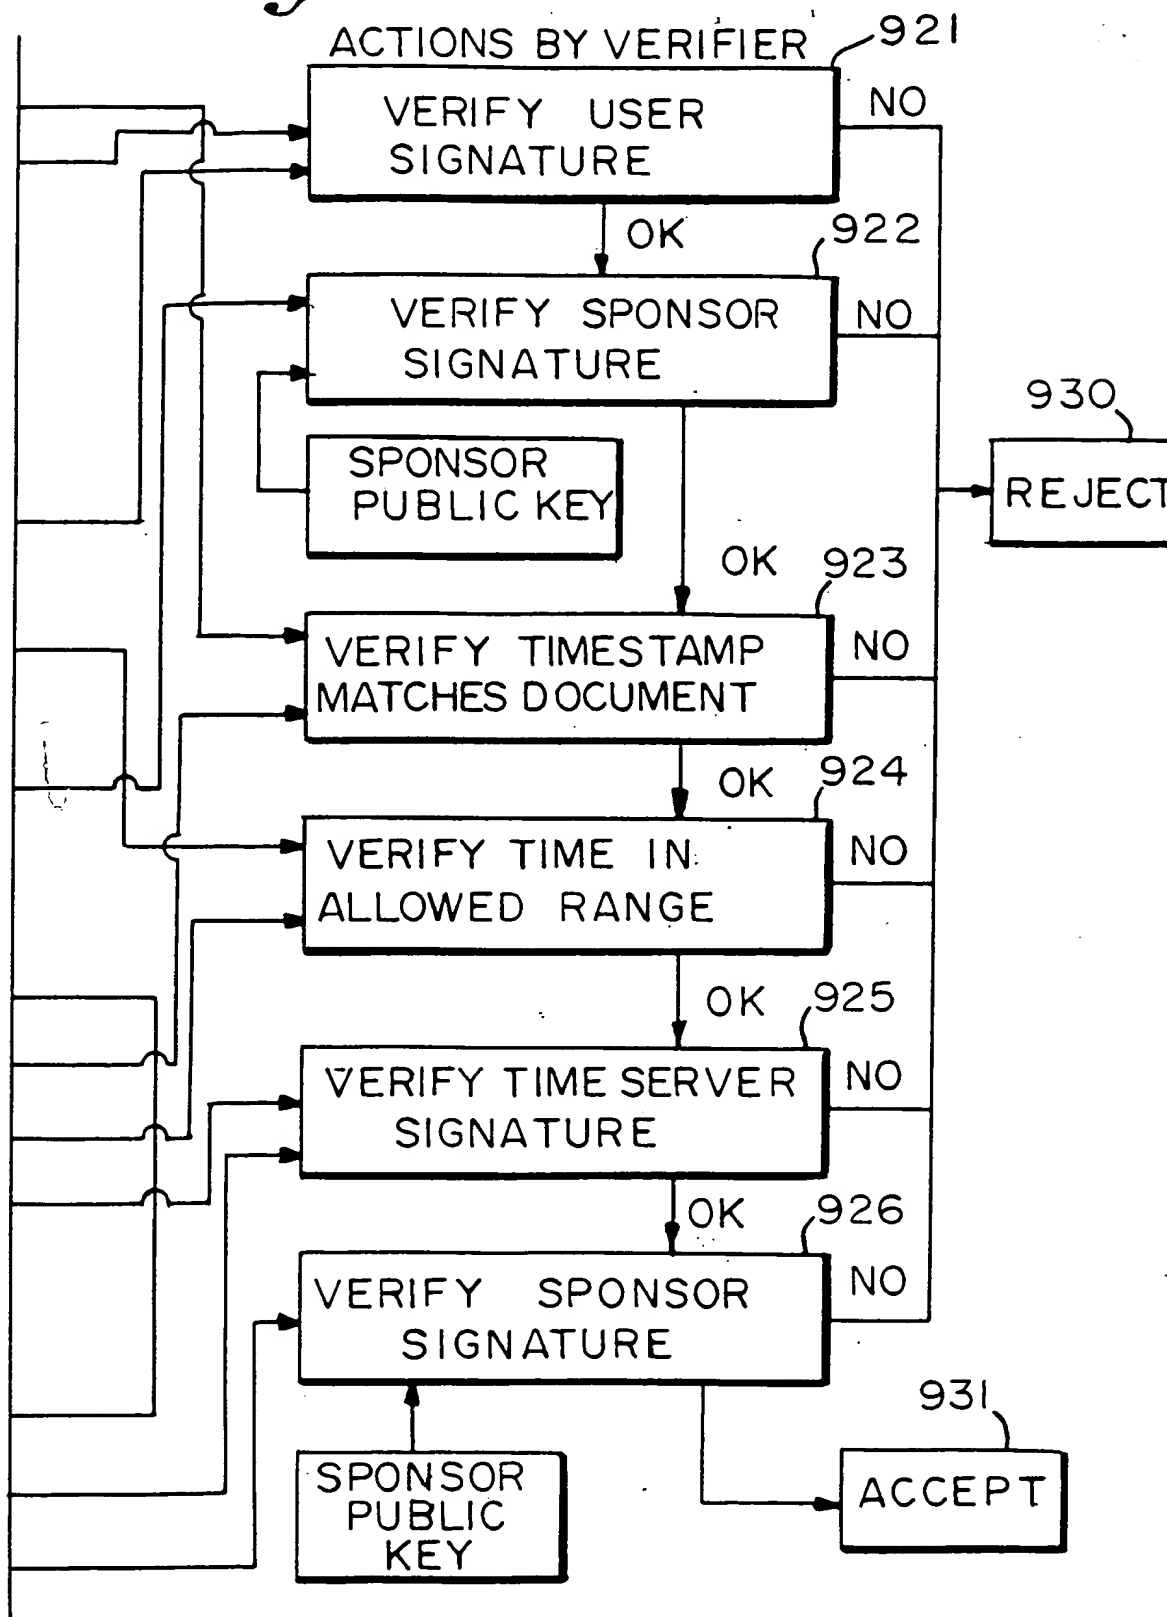 ACTIONS BY VERIFIER
921
VERIFY USER
SIGNATURE
NO
OK
922
VERIFY SPONSOR
SIGNATURE
NO
930
REJECT
SPONSOR
PUBLIC KEY
OK
923
VERIFY TIMESTAMP
MATCHES DOCUMENT
NO
OK
924
VERIFY TIME IN
ALLOWED RANGE
NO
OK
925
VERIFY TIME SERVER
SIGNATURE
NO
OK
926
VERIFY SPONSOR
SIGNATURE
NO
931
ACCEPT
SPONSOR
PUBLIC
KEY